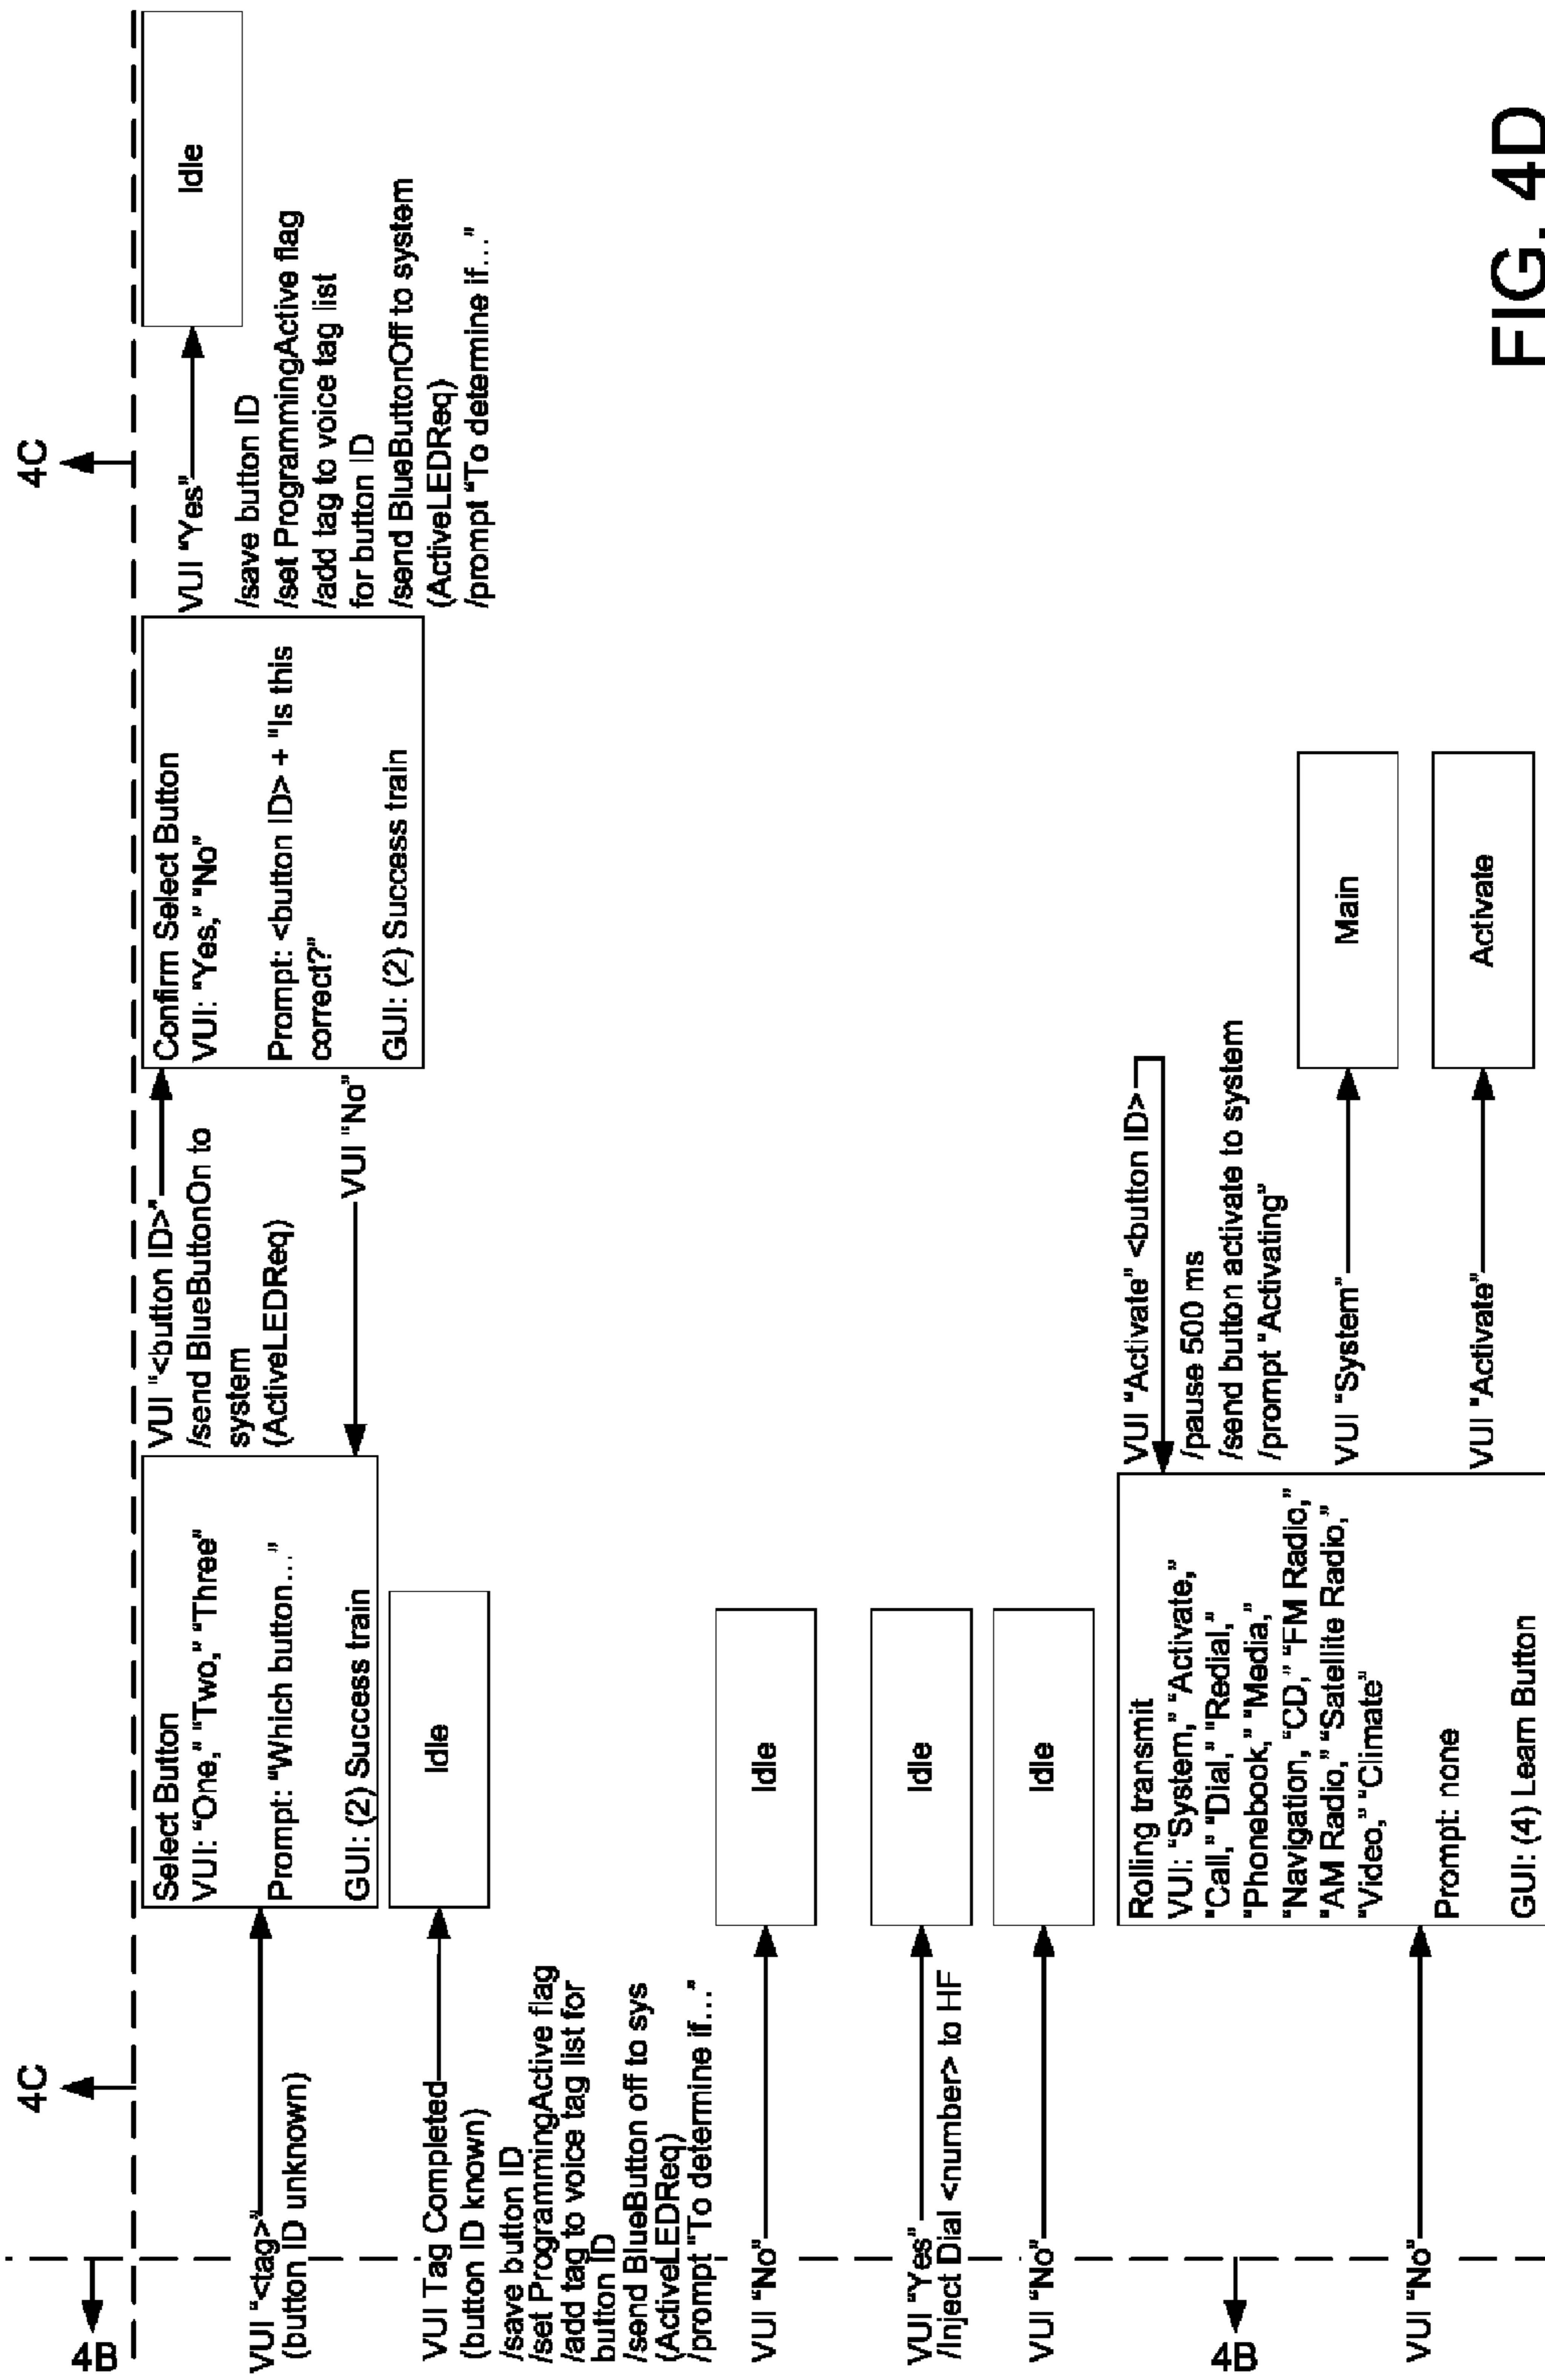 4C
4C
4B
VUI "<tag>"
(button ID unknown)
Select Button
VUI: "One," "Two," "Three"
Prompt: "Which button..."
GUI: (2) Success train
VUI "<button ID>"
/send BlueButtonOn to
system
(ActiveLEDReq)
VUI "No"
Confirm Select Button
VUI: "Yes," "No"
Prompt: <button ID> + "Is this
correct?"
GUI: (2) Success train
VUI "Yes"
/save button ID
/set ProgrammingActive flag
/add tag to voice tag list
for button ID
/send BlueButtonOff to system
(ActiveLEDReq)
/prompt "To determine if..."
Idle
VUI Tag Completed
(button ID known)
/save button ID
/set ProgrammingActive flag
/add tag to voice tag list for
button ID
/send BlueButton off to sys
(ActiveLEDReq)
/prompt "To determine if..."
Idle
VUI "No"
Idle
VUI "Yes"
/Inject Dial <number> to HF
Idle
VUI "No"
Idle
4B
VUI "No"
Rolling transmit
VUI: "System," "Activate,"
"Call," "Dial," "Redial,"
"Phonebook," "Media,"
"Navigation, "CD," "FM Radio,"
"AM Radio," "Satellite Radio,"
"Video," "Climate"
Prompt: none
GUI: (4) Learn Button
VUI "Activate" <button ID>
/pause 500 ms
/send button activate to system
/prompt "Activating"
VUI "System"
Main
VUI "Activate"
Activate
FIG. 4D